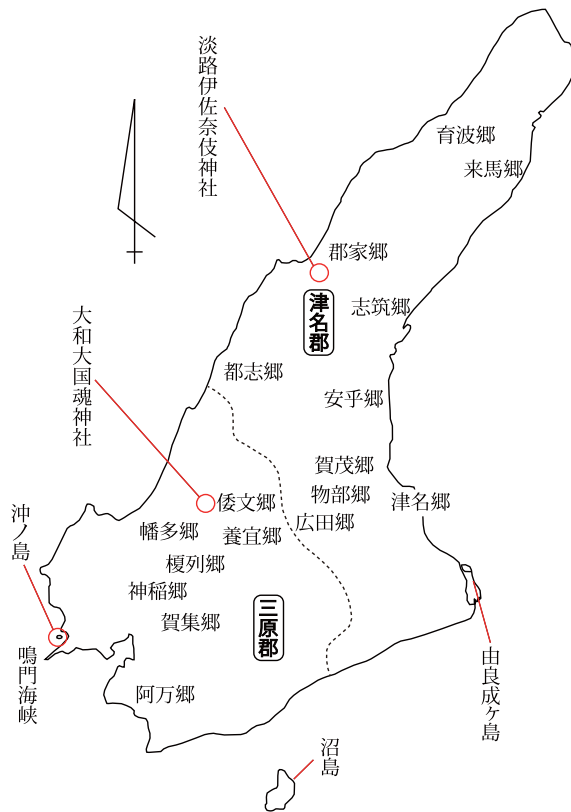 淡路伊佐奈伎神社
育波郷
来馬郷
郡家郷
津名郡
志筑郷
大和大国魂神社
都志郷
安乎郷
賀茂郷
物部郷
津名郷
広田郷
倭文郷
幡多郷
養宜郷
榎列郷
神稲郷
賀集郷
三原郡
沖ノ島
鳴門海峡
阿万郷
由良成ヶ島
沼島